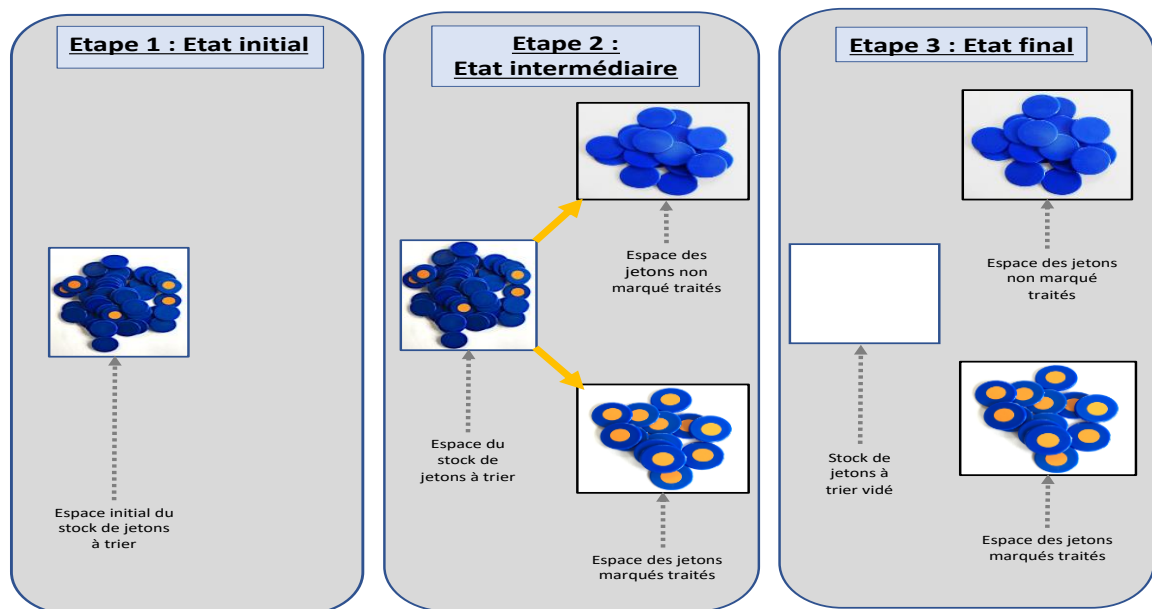 Etape 1 : Etat initial
Espace initial du
stock de jetons
à trier
Etape 2 :
Etat intermédiaire
Espace des
jetons non
marqué traités
Espace du
stock de
jetons à trier
Espace des jetons
marqués traités
Etape 3 : Etat final
Espace des jetons
non marqué
traités
Stock de
jetons à
trier vidé
Espace des jetons
marqués traités